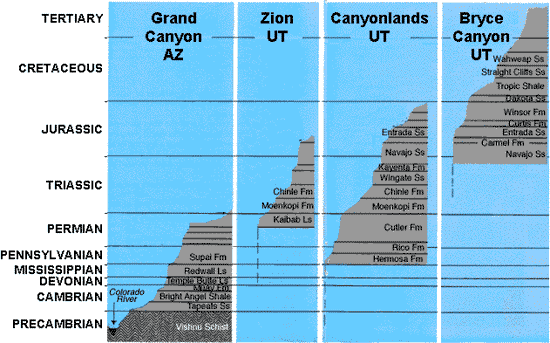 TERTIARY
CRETACEOUS
JURASSIC
TRIASSIC
PERMIAN
PENNSYLVANIAN
MISSISSIPPIAN
DEVONIAN
CAMBRIAN
PRECAMBRIAN
Colorado
River
Grand
Canyon
AZ
Supai Fm
Redwall Ls
Temple Butte Ls
Muav Fm
Bright Angel Shale
Tapeats Ss
Vishnu Schist
Zion
UT
Chinle Fm
Moenkopi Fm
Kaibab Ls
Canyonlands
UT
Entrada Ss
Navajo Ss
Kayenta Fm
Wingate Ss
Chinle Fm
Moenkopi Fm
Cutler Fm
Rico Fm
Hermosa Fm
Bryce
Canyon
UT
Wahweap Ss
Straight Cliffs Ss
Tropic Shale
Dakota Ss
Winsor Fm
Curtis Fm
Entrada Ss
Carmel Fm
Navajo Ss